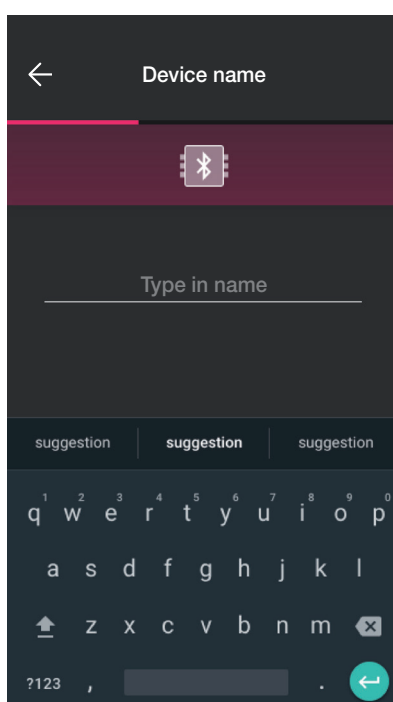 Device name
Type in name
suggestion suggestion suggestion
1 2 3 4 5 6 7 8 9 0
q w e r t y u i o p
a s d f g h j k l
z x c v b n m
?123 , .